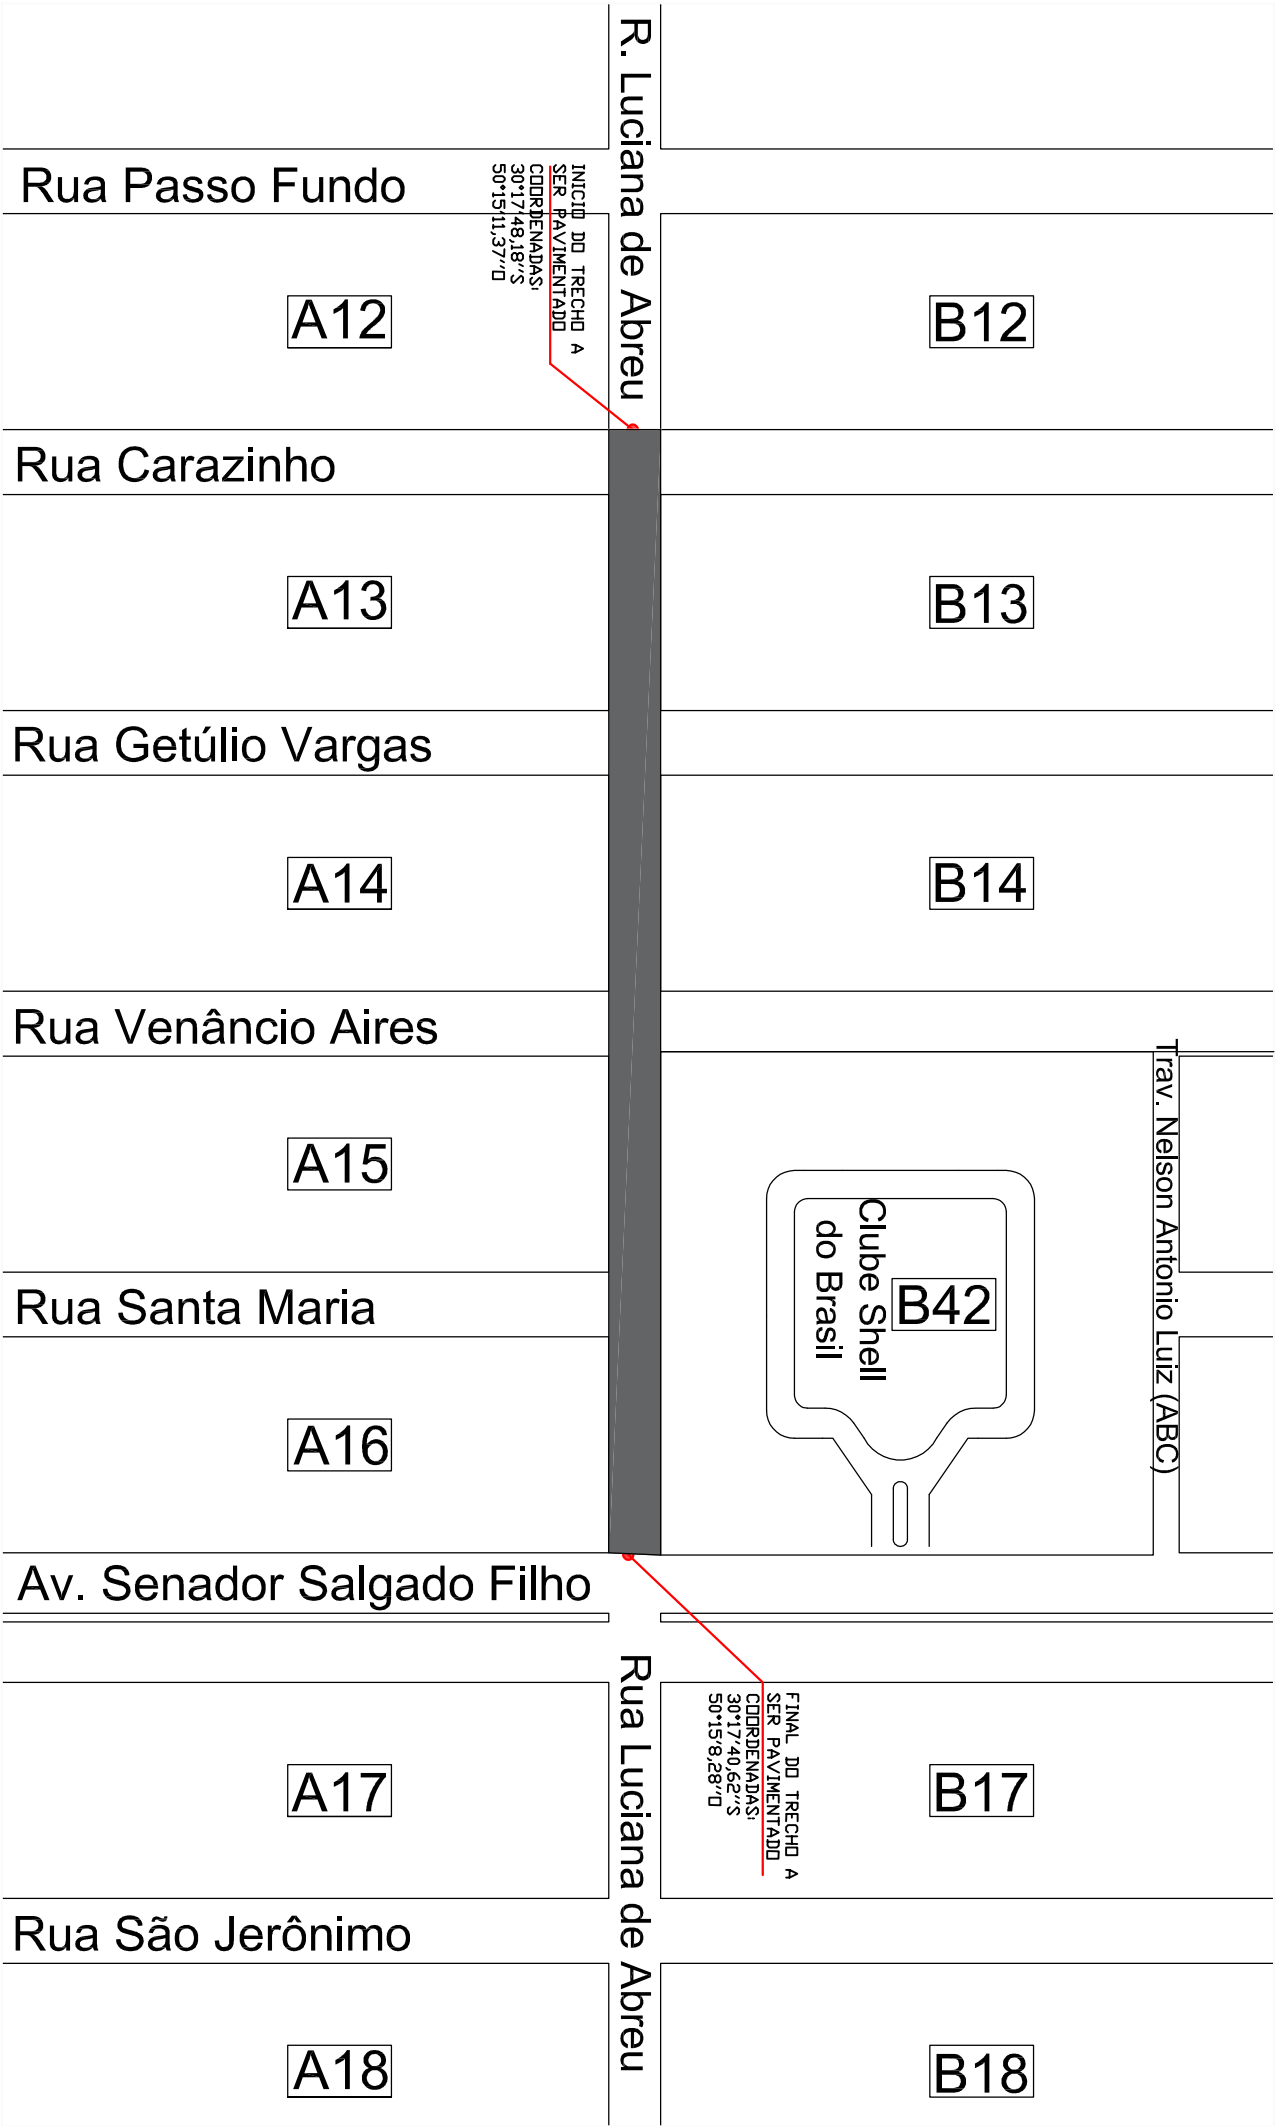 R. Luciana de Abreu
Rua Passo Fundo
INICIO DO TRECHO A
SER PAVIMENTADO
COORDENADAS:
30°17'48,18''S
50°15'11,37''O
A12
B12
Rua Carazinho
A13
B13
Rua Getúlio Vargas
A14
B14
Rua Venâncio Aires
Trav. Nelson Antonio Luiz (ABC)
A15
Clube Shell
do Brasil
B42
Rua Santa Maria
A16
Av. Senador Salgado Filho
Rua Luciana de Abreu
FINAL DO TRECHO A
SER PAVIMENTADO
COORDENADAS:
30°17'40,62''S
50°15'8,28''O
A17
B17
Rua São Jerônimo
A18
B18